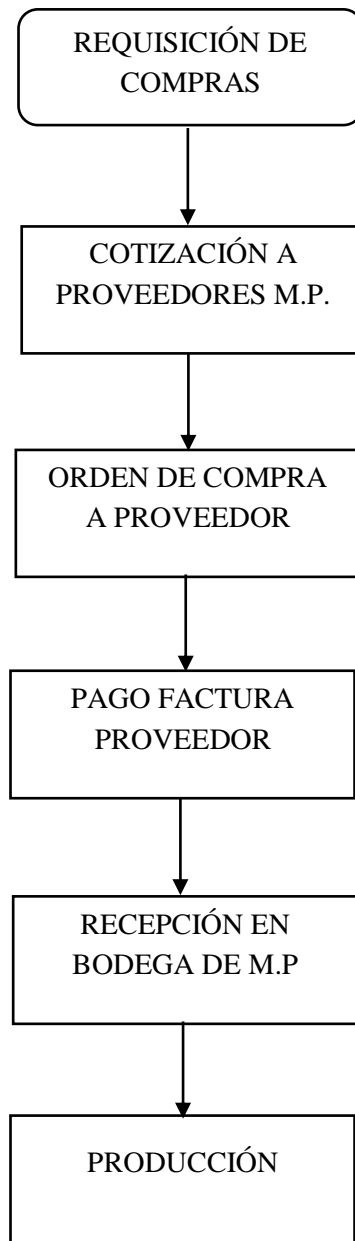 REQUISICIÓN DE
COMPRAS
COTIZACIÓN A
PROVEEDORES M.P.
ORDEN DE COMPRA
A PROVEEDOR
PAGO FACTURA
PROVEEDOR
RECEPCIÓN EN
BODEGA DE M.P
PRODUCCIÓN